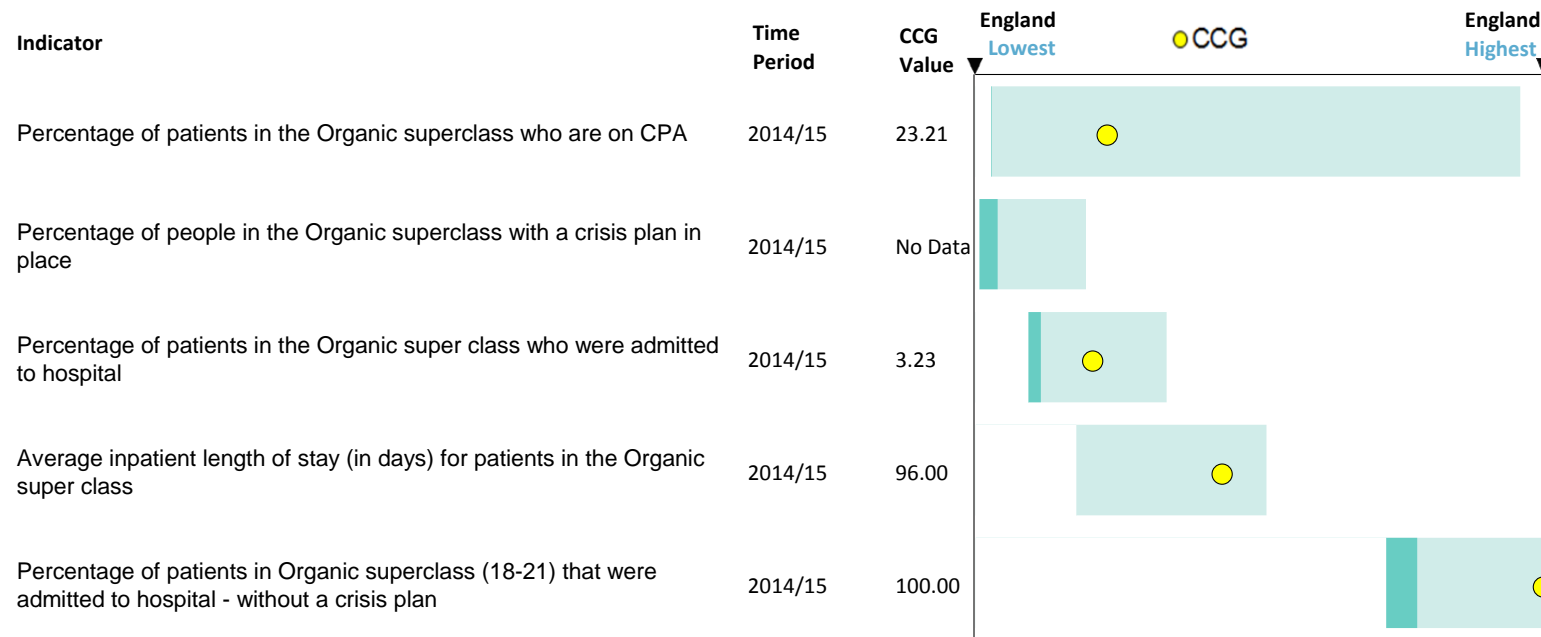 Indicator
Time
Period
CCG
Value
England
Lowest
CCG
England
Highest
Percentage of patients in the Organic superclass who are on CPA
2014/15
23.21
Percentage of people in the Organic superclass with a crisis plan in
place
2014/15
No Data
Percentage of patients in the Organic super class who were admitted
to hospital
2014/15
3.23
Average inpatient length of stay (in days) for patients in the Organic
super class
2014/15
96.00
Percentage of patients in Organic superclass (18-21) that were
admitted to hospital - without a crisis plan
2014/15
100.00